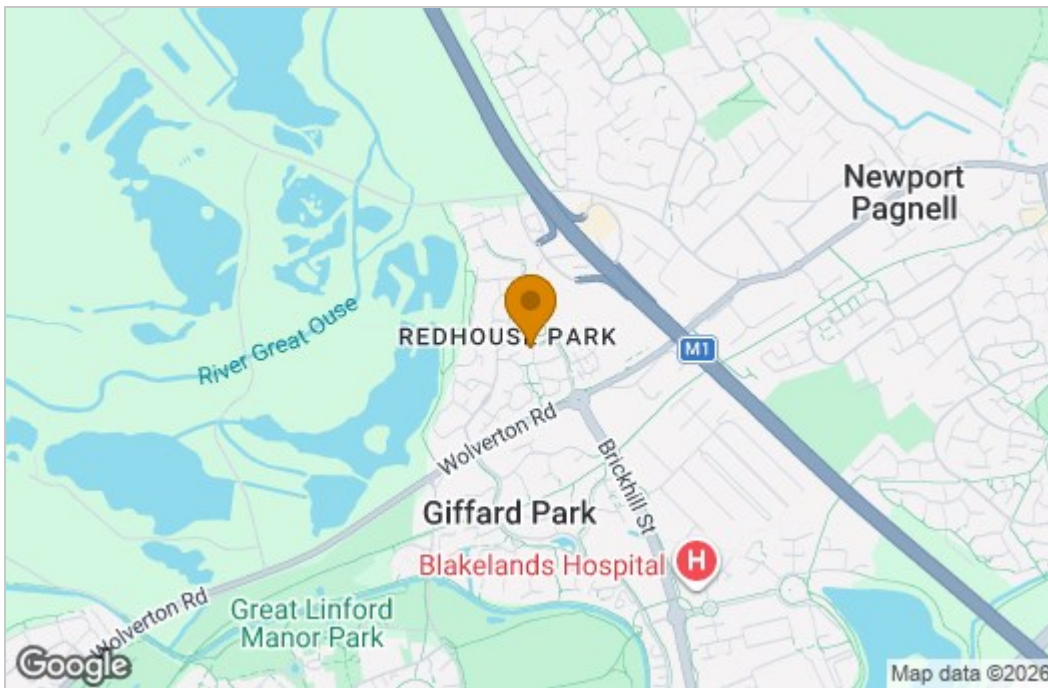 Newport
Pagnell
River Great Ouse
REDHOUSE PARK
M1
Wolverton Rd
Brickhill St
Giffard Park
Blakelands Hospital
H
Great Linford
Manor Park
Wolverton Rd
Google
Map data ©2026